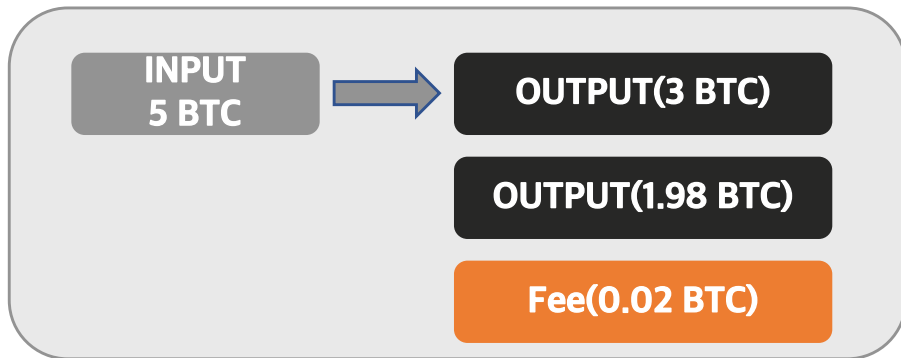 INPUT
5 BTC
OUTPUT(3 BTC)
OUTPUT(1.98 BTC)
Fee(0.02 BTC)